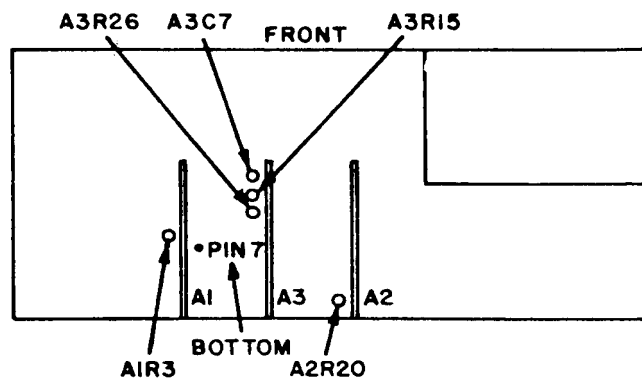 A3R26 A3C7 A3R15
FRONT
PIN 7
A1 A3 A2
BOTTOM
A1R3 A2R20